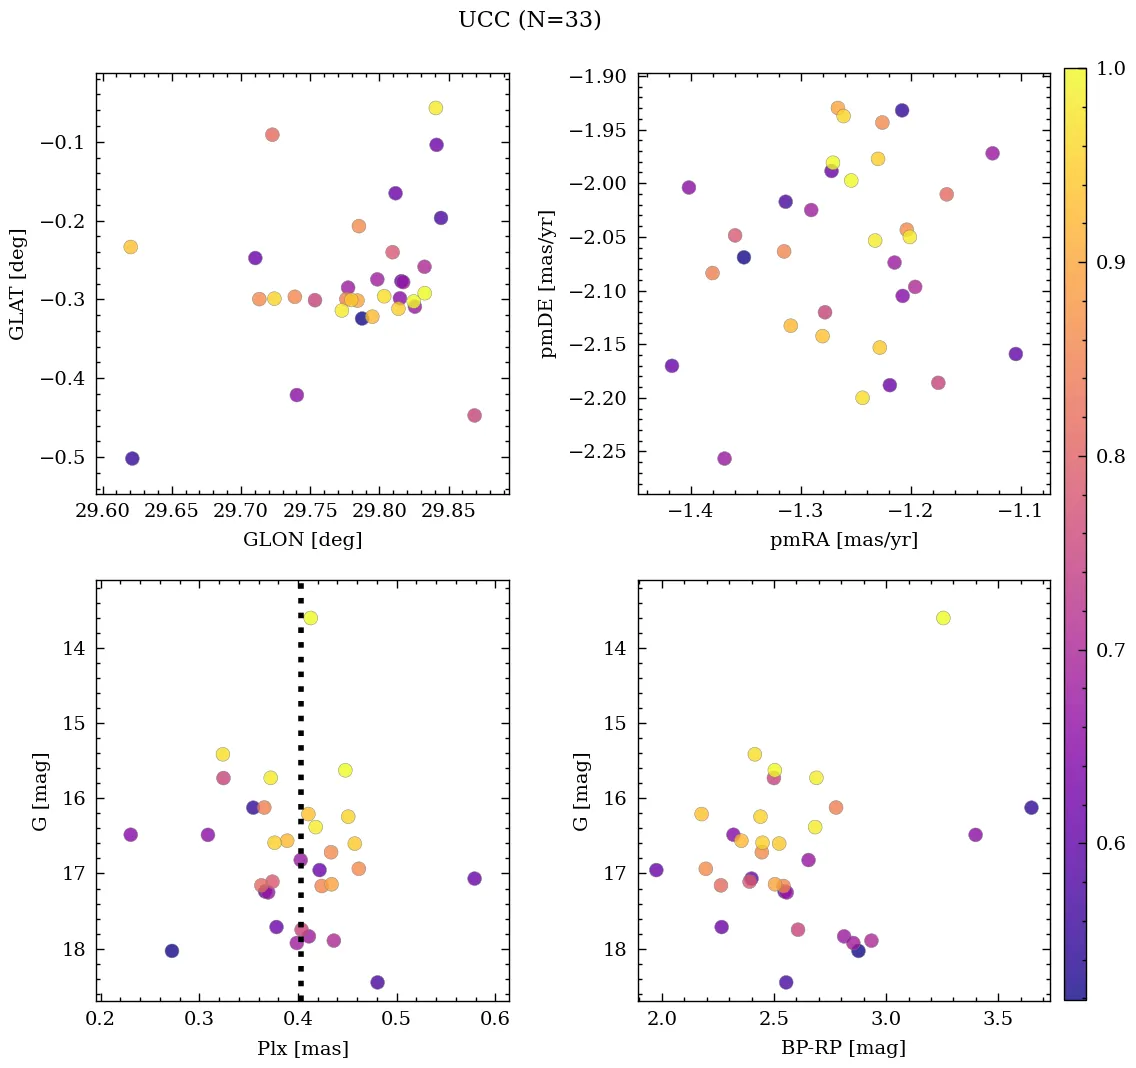 UCC (N=33)
−0.1
−0.2
−0.3
−0.4
−0.5
GLAT [deg]
29.60 29.65 29.70 29.75 29.80 29.85
GLON [deg]
−1.90
−1.95
−2.00
−2.05
−2.10
−2.15
−2.20
−2.25
pmDE [mas/yr]
−1.4 −1.3 −1.2 −1.1
pmRA [mas/yr]
1.0
0.9
0.8
0.7
0.6
14
15
16
17
18
G [mag]
0.2 0.3 0.4 0.5 0.6
Plx [mas]
14
15
16
17
18
G [mag]
2.0 2.5 3.0 3.5
BP-RP [mag]